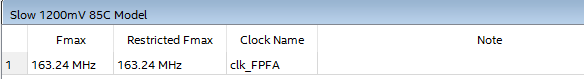 Slow 1200mV 85C Model
Fmax Restricted Fmax Clock Name Note
1 163.24 MHz 163.24 MHz clk_FPFA